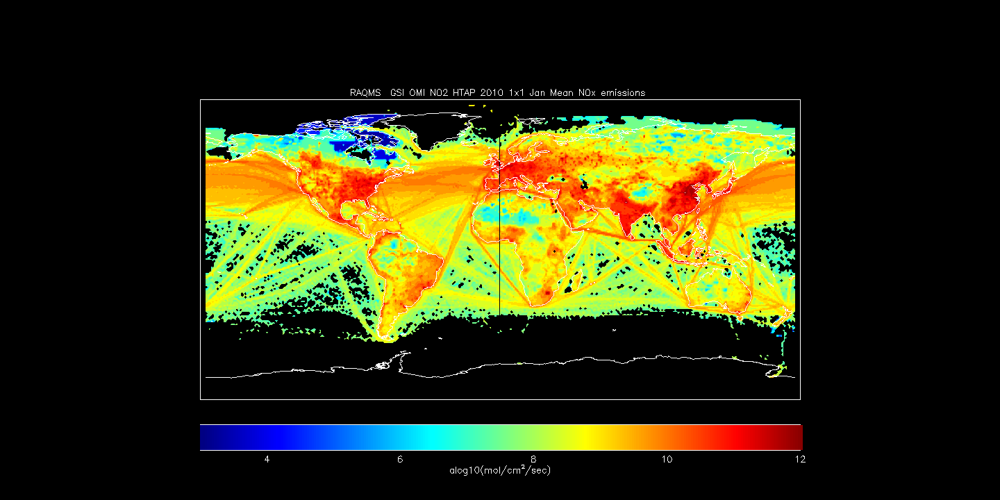 RAQMS GSI OMI NO2 HTAP 2010 1x1 Jan Mean NOx emissions
4 6 8 10 12
alog10(mol/cm²/sec)